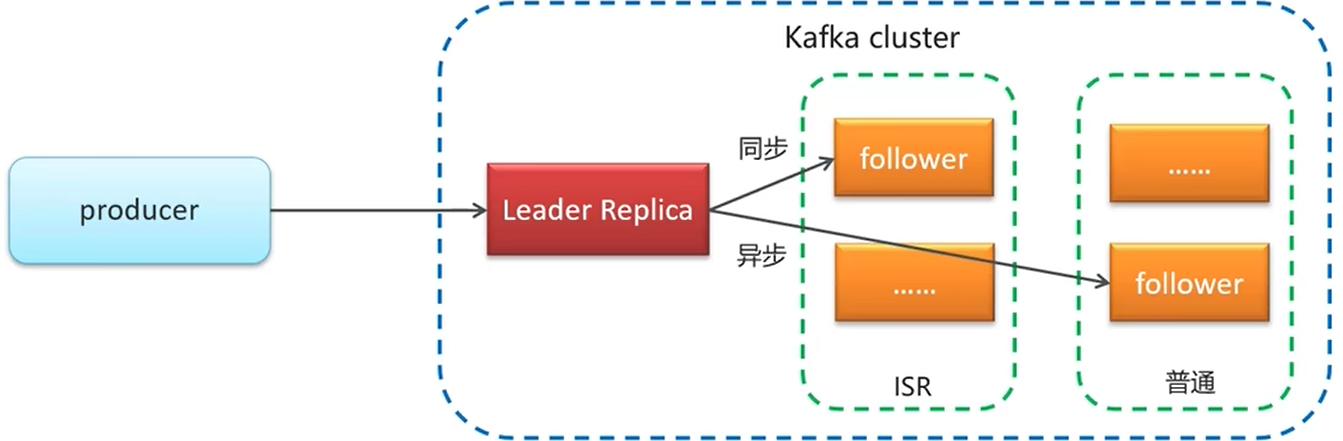 Kafka cluster
producer
Leader Replica
同步
异步
follower
......
ISR
......
follower
普通